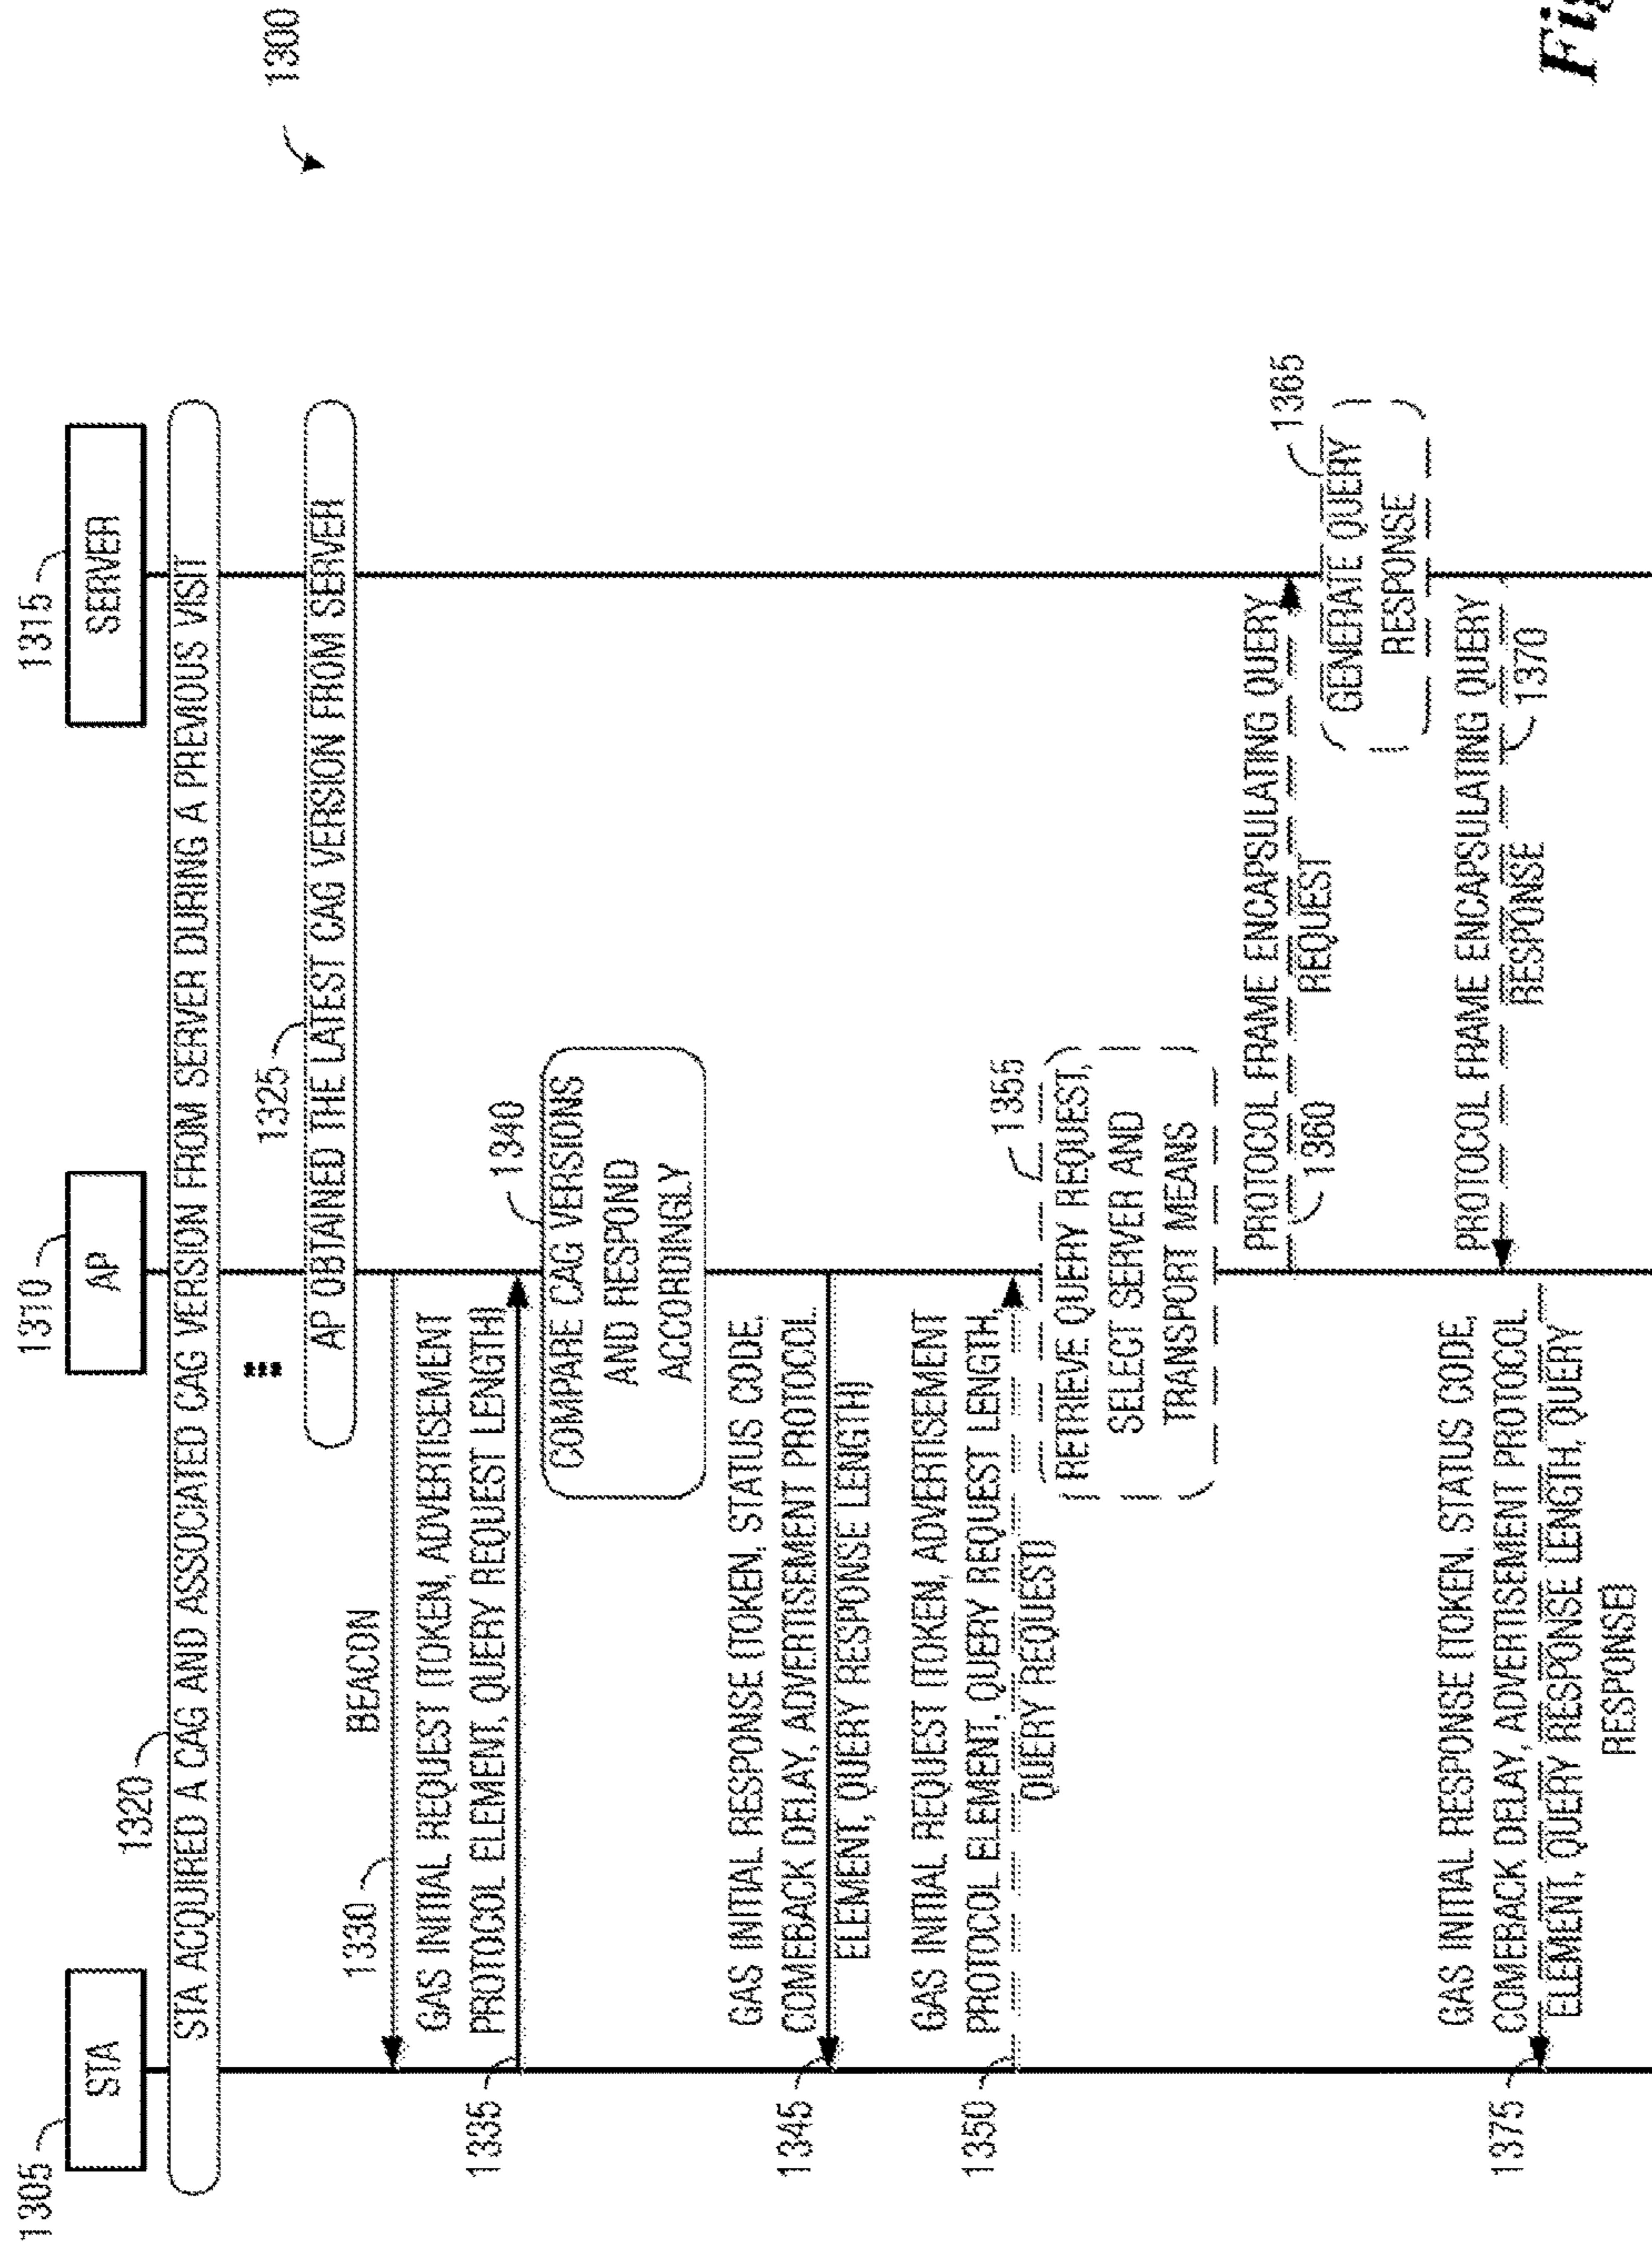 1300
1305
STA
1310
AP
1315
SERVER
1320
STA ACQUIRED A CAG AND ASSOCIATED CAG VERSION FROM SERVER DURING A PREVIOUS VISIT
1325
AP OBTAINED THE LATEST CAG VERSION FROM SERVER
1330
BEACON
GAS INITIAL REQUEST (TOKEN, ADVERTISEMENT
PROTOCOL ELEMENT, QUERY REQUEST LENGTH)
1335
1340
COMPARE CAG VERSIONS
AND RESPOND
ACCORDINGLY
GAS INITIAL RESPONSE (TOKEN, STATUS CODE,
COMEBACK DELAY, ADVERTISEMENT PROTOCOL
ELEMENT, QUERY RESPONSE LENGTH)
1345
GAS INITIAL REQUEST (TOKEN, ADVERTISEMENT
PROTOCOL ELEMENT, QUERY REQUEST LENGTH,
QUERY REQUEST)
1350
1355
RETRIEVE QUERY REQUEST,
SELECT SERVER AND
TRANSPORT MEANS
PROTOCOL FRAME ENCAPSULATING QUERY
REQUEST
1360
1365
GENERATE QUERY
RESPONSE
PROTOCOL FRAME ENCAPSULATING QUERY
RESPONSE
1370
GAS INITIAL RESPONSE (TOKEN, STATUS CODE,
COMEBACK DELAY, ADVERTISEMENT PROTOCOL
ELEMENT, QUERY RESPONSE LENGTH, QUERY
RESPONSE)
1375